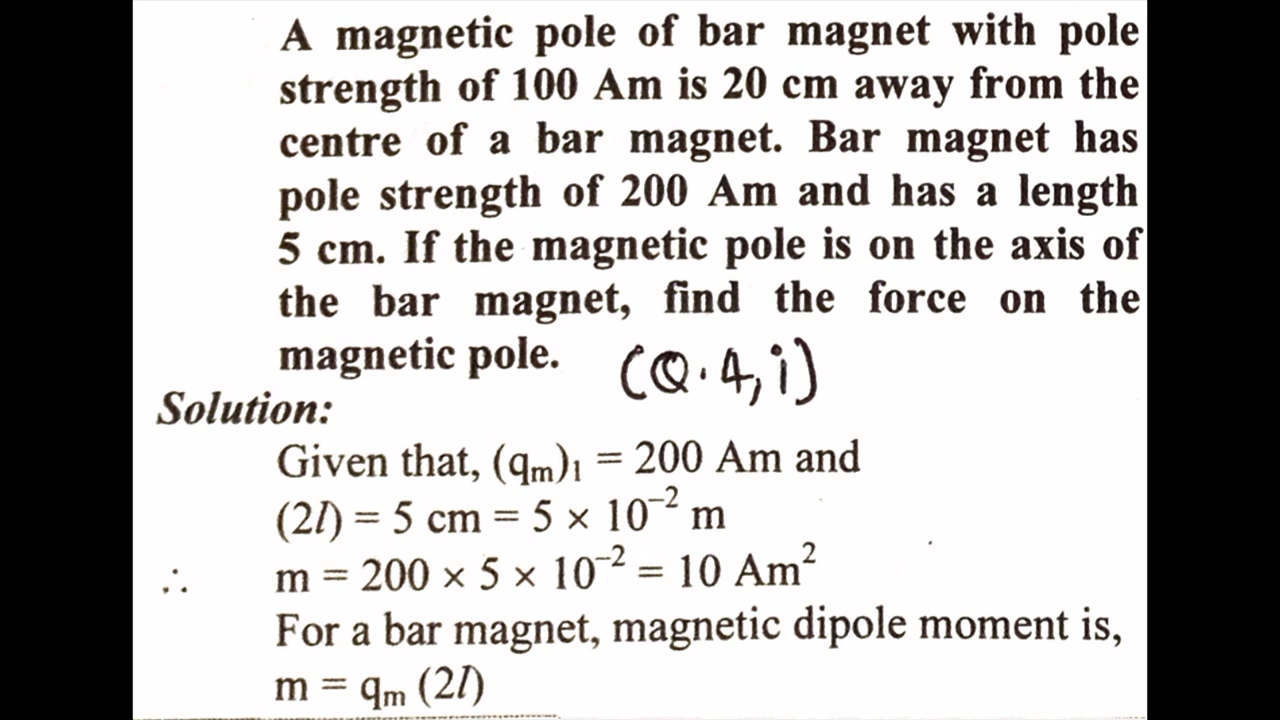 A magnetic pole of bar magnet with pole
strength of 100 Am is 20 cm away from the
centre of a bar magnet. Bar magnet has
pole strength of 200 Am and has a length
5 cm. If the magnetic pole is on the axis of
the bar magnet, find the force on the
magnetic pole. (Q.4,i)
Solution:
Given that, (qₘ)₁ = 200 Am and
(2l) = 5 cm = 5 × 10⁻² m
∴ m = 200 × 5 × 10⁻² = 10 Am²
For a bar magnet, magnetic dipole moment is,
m = qₘ (2l)